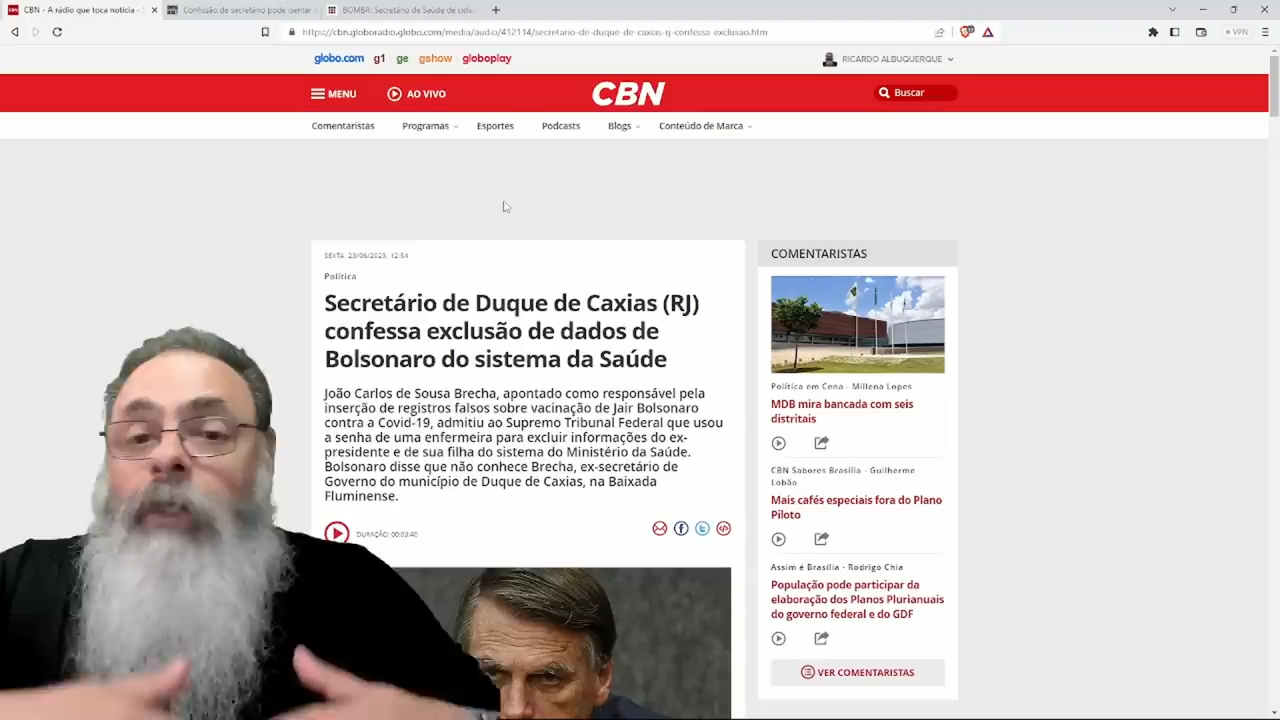 CBN - A rádio que toca notícia - S
Confissão de secretário pode isentar
BOMBA: Secretário de Saúde de cida
https://cbn.globoradio.globo.com/media/audio/412114/secretario-de-duque-de-caxias-rj-confessa-exclusao.htm
VPN
globo.com g1 ge gshow globoplay
RICARDO ALBUQUERQUE
MENU
AO VIVO
CBN
Buscar
Comentaristas Programas Esportes Podcasts Blogs Conteúdo de Marca
SEXTA, 23/06/2023, 12:54
Política
Secretário de Duque de Caxias (RJ)
confessa exclusão de dados de
Bolsonaro do sistema da Saúde
João Carlos de Sousa Brecha, apontado como responsável pela
inserção de registros falsos sobre vacinação de Jair Bolsonaro
contra a Covid-19, admitiu ao Supremo Tribunal Federal que usou
a senha de uma enfermeira para excluir informações do ex-
presidente e de sua filha do sistema do Ministério da Saúde.
Bolsonaro disse que não conhece Brecha, ex-secretário de
Governo do município de Duque de Caxias, na Baixada
Fluminense.
DURAÇÃO: 00:03:40
COMENTARISTAS
Política em Cena - Millena Lopes
MDB mira bancada com seis
distritais
CBN Sabores Brasília - Guilherme
Lobão
Mais cafés especiais fora do Plano
Piloto
Assim é Brasília - Rodrigo Chia
População pode participar da
elaboração dos Planos Plurianuais
do governo federal e do GDF
VER COMENTARISTAS